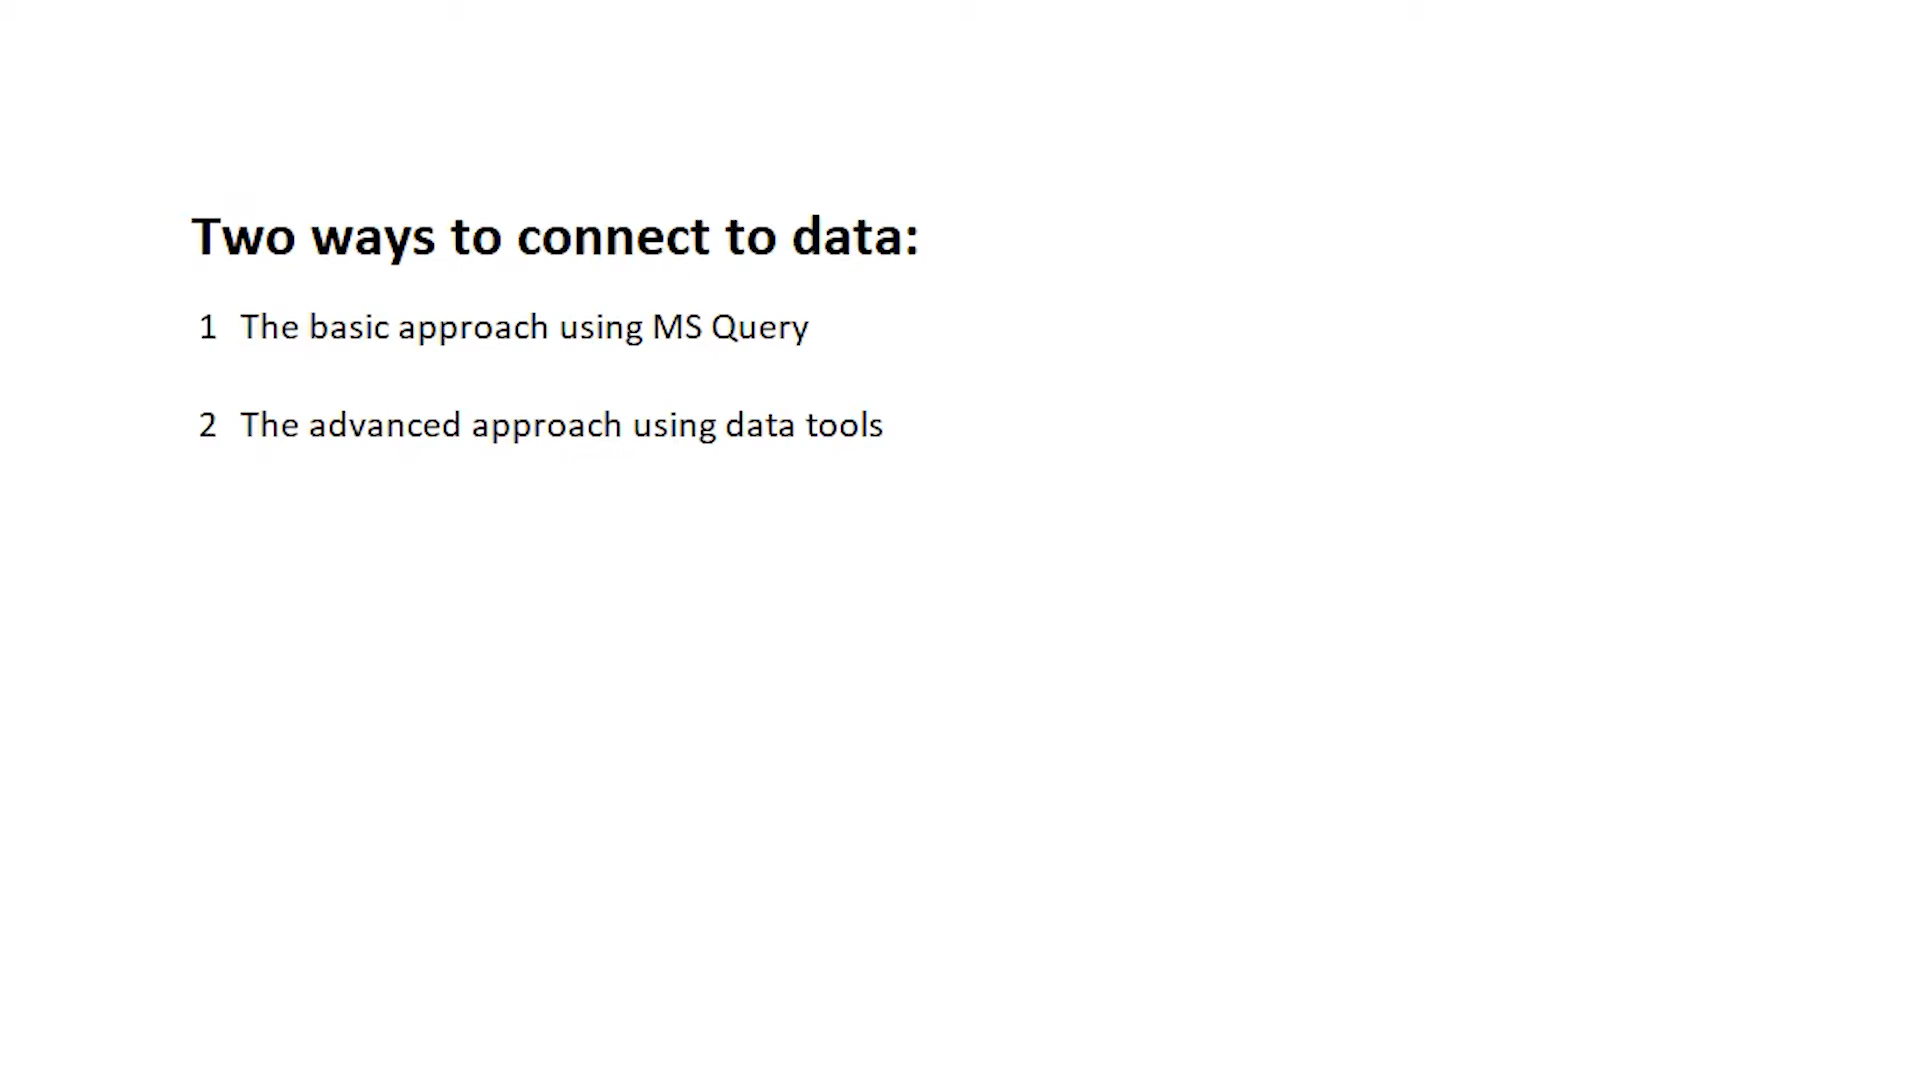 Two ways to connect to data:
1 The basic approach using MS Query
2 The advanced approach using data tools